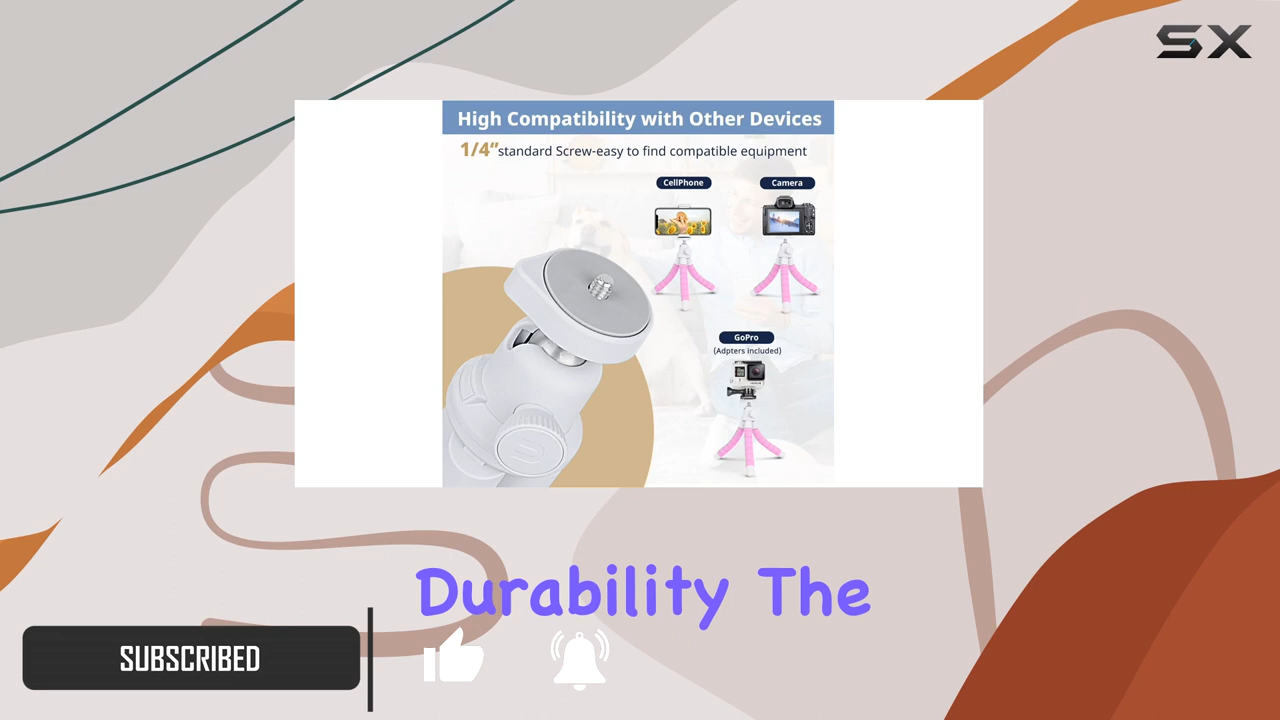 SX
High Compatibility with Other Devices
1/4" standard Screw-easy to find compatible equipment
CellPhone
Camera
GoPro
(Adpters included)
Durability The
SUBSCRIBED